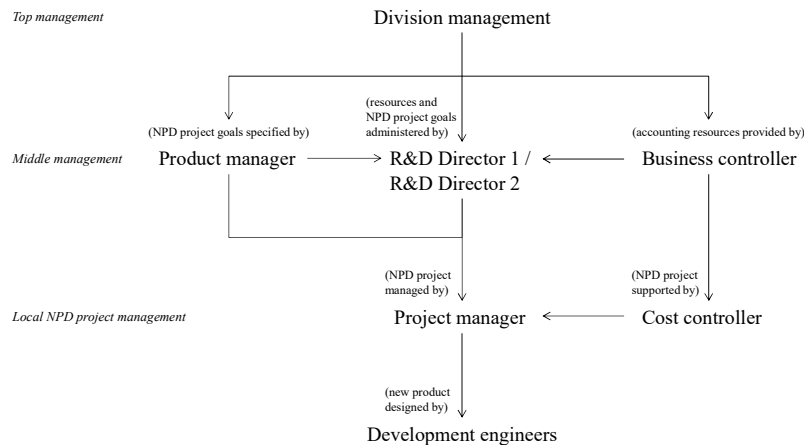 Top management
Division management
(NPD project goals specified by)
(resources and
NPD project goals
administered by)
(accounting resources provided by)
Middle management
Product manager
R&D Director 1 /
R&D Director 2
Business controller
(NPD project
managed by)
(NPD project
supported by)
Local NPD project management
Project manager
Cost controller
(new product
designed by)
Development engineers